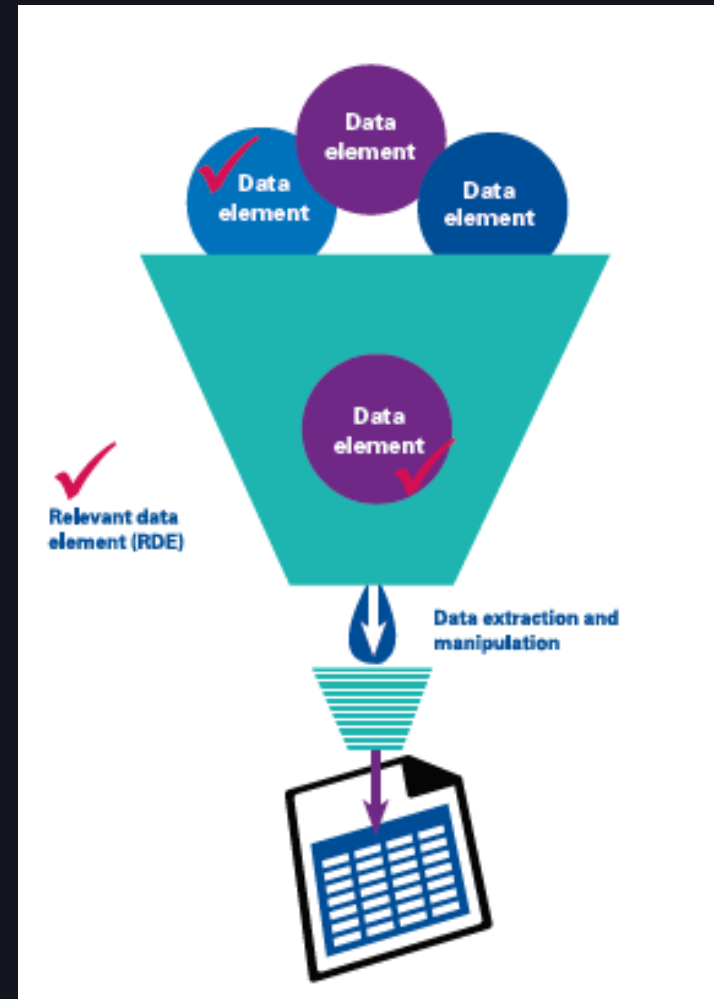 Data
element
Data
element
Data
element
Data
element
Relevant data
element (RDE)
Data extraction and
manipulation